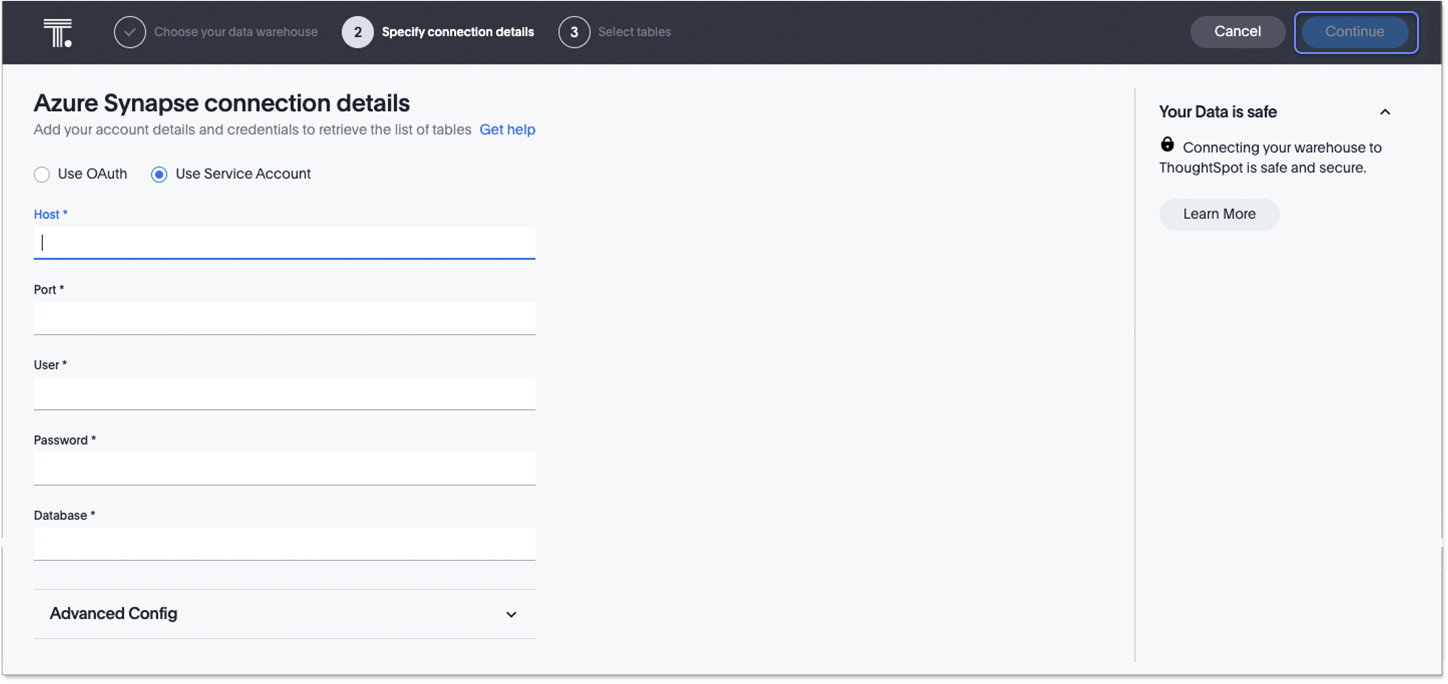 T.
Choose your data warehouse
2
Specify connection details
3
Select tables
Cancel
Continue
Azure Synapse connection details
Add your account details and credentials to retrieve the list of tables Get help
Use OAuth
Use Service Account
Host *
Port *
User *
Password *
Database *
Advanced Config
Your Data is safe
Connecting your warehouse to
ThoughtSpot is safe and secure.
Learn More